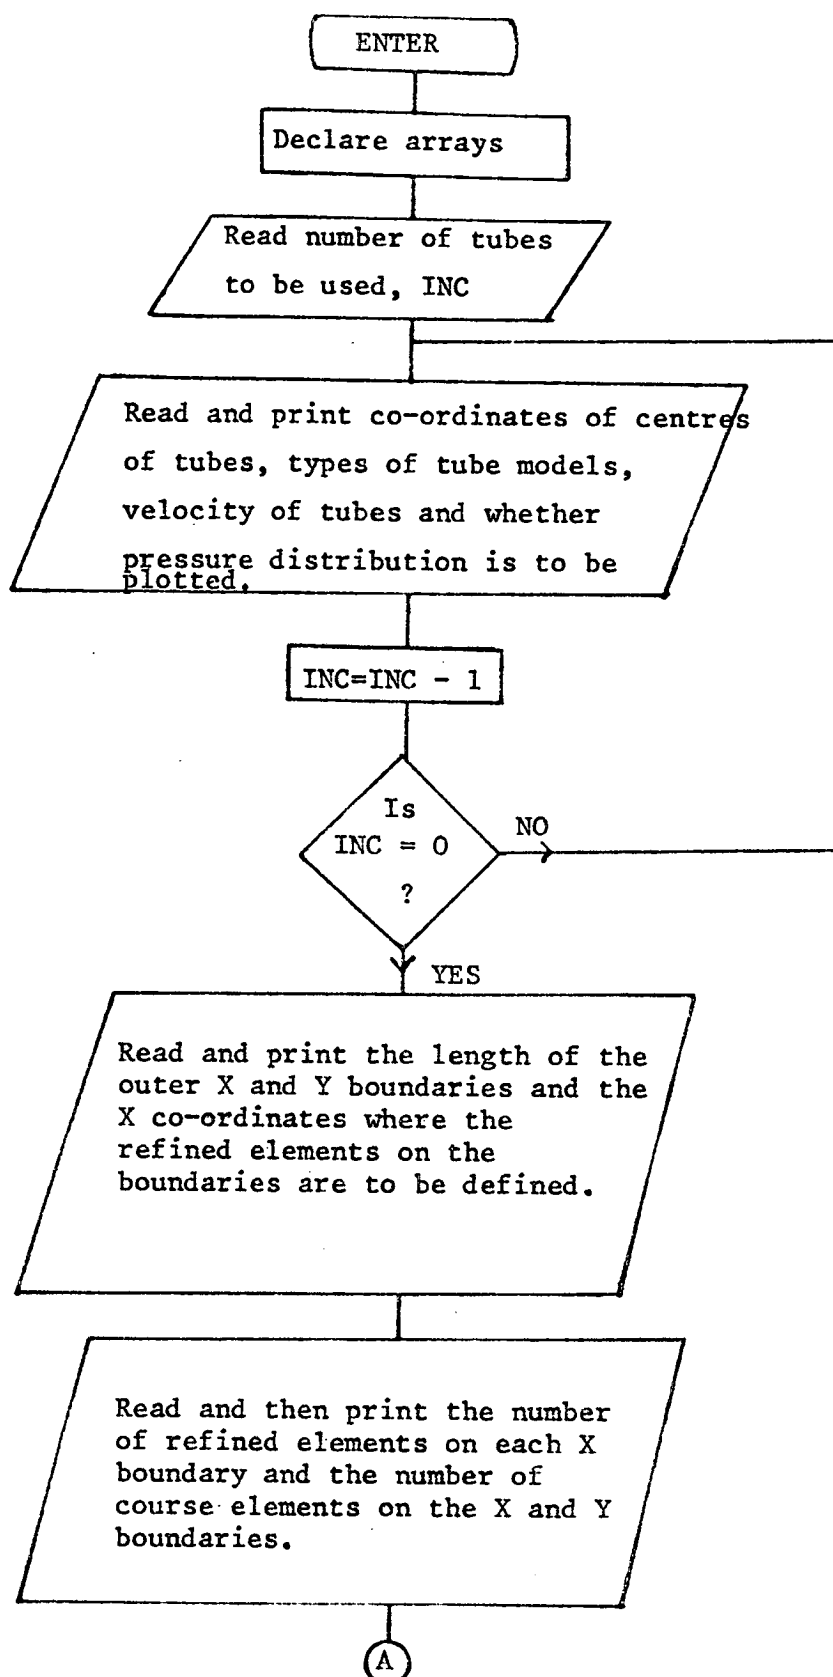 ENTER
Declare arrays
Read number of tubes
to be used, INC
Read and print co-ordinates of centres
of tubes, types of tube models,
velocity of tubes and whether
pressure distribution is to be
plotted.
INC=INC - 1
Is
INC = 0
?
NO
YES
Read and print the length of the
outer X and Y boundaries and the
X co-ordinates where the
refined elements on the
boundaries are to be defined.
Read and then print the number
of refined elements on each X
boundary and the number of
course elements on the X and Y
boundaries.
A